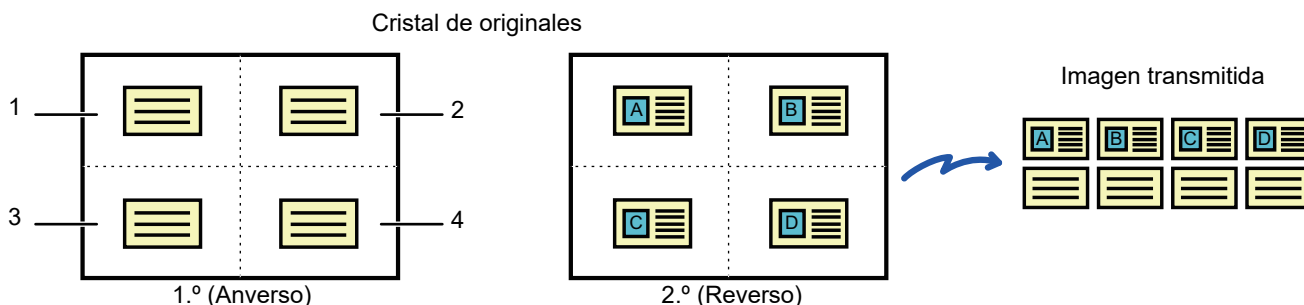 Cristal de originales
Imagen transmitida
1
2
3
4
A
B
C
D
A B C D
1.º (Anverso)
2.º (Reverso)